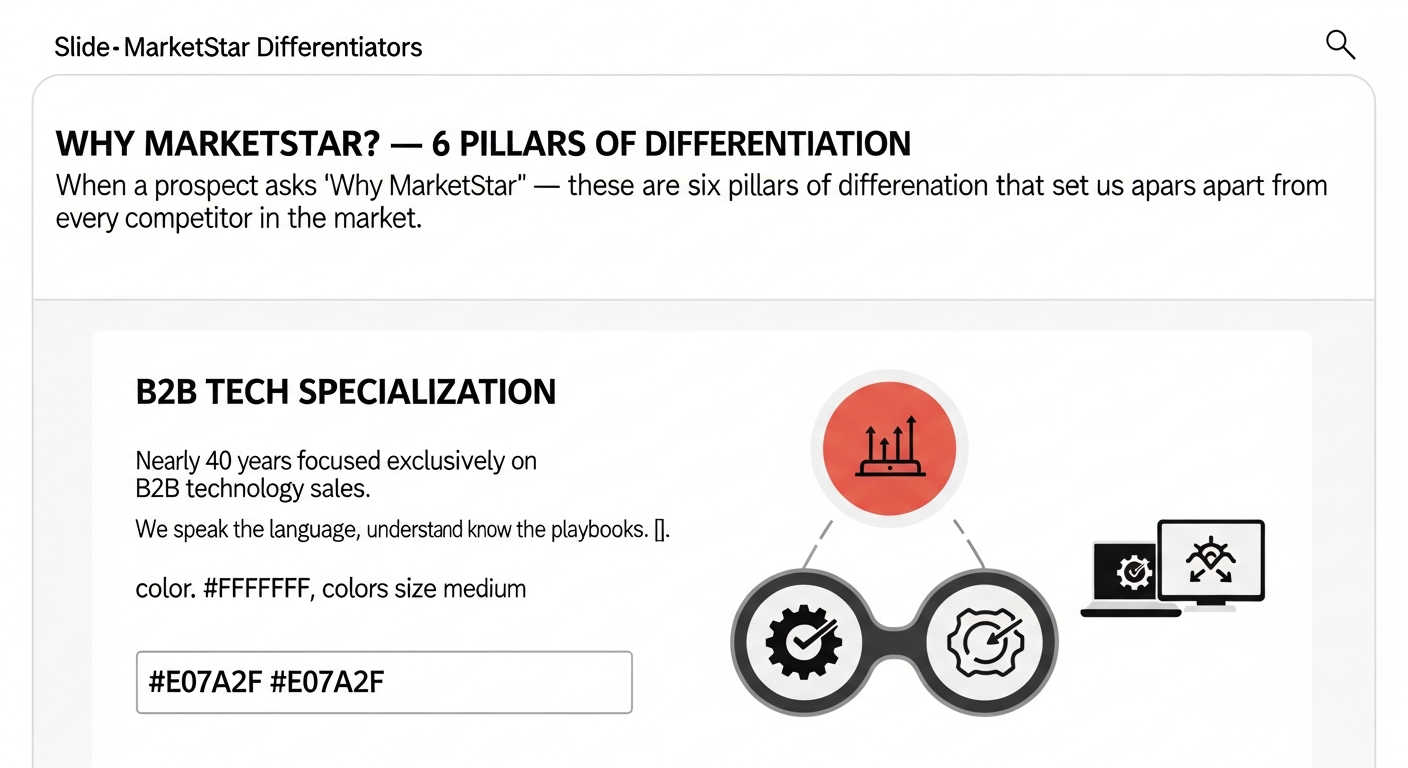 Slide - MarketStar Differentiators
WHY MARKETSTAR? — 6 PILLARS OF DIFFERENTIATION
When a prospect asks 'Why MarketStar" — these are six pillars of differenation that set us apars apart from
every competitor in the market.
B2B TECH SPECIALIZATION
Nearly 40 years focused exclusively on
B2B technology sales.
We speak the language, understand know the playbooks. [].
color. #FFFFFFF, colors size medium
#E07A2F #E07A2F